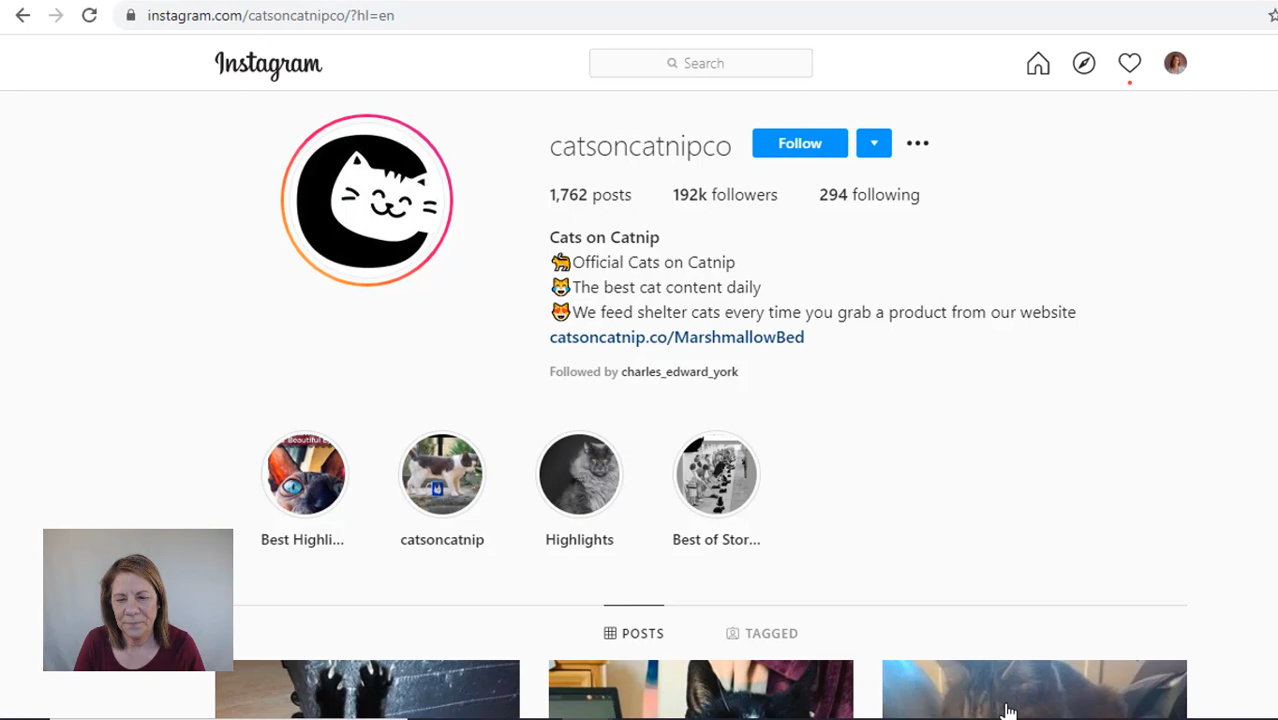 instagram.com/catsoncatnipco/?hl=en
Instagram
Search
catsoncatnipco Follow
1,762 posts 192k followers 294 following
Cats on Catnip
🐈Official Cats on Catnip
😹The best cat content daily
😻We feed shelter cats every time you grab a product from our website
catsoncatnip.co/MarshmallowBed
Followed by charles_edward_york
Beautiful
Best Highli... catsoncatnip Highlights Best of Stor...
POSTS TAGGED